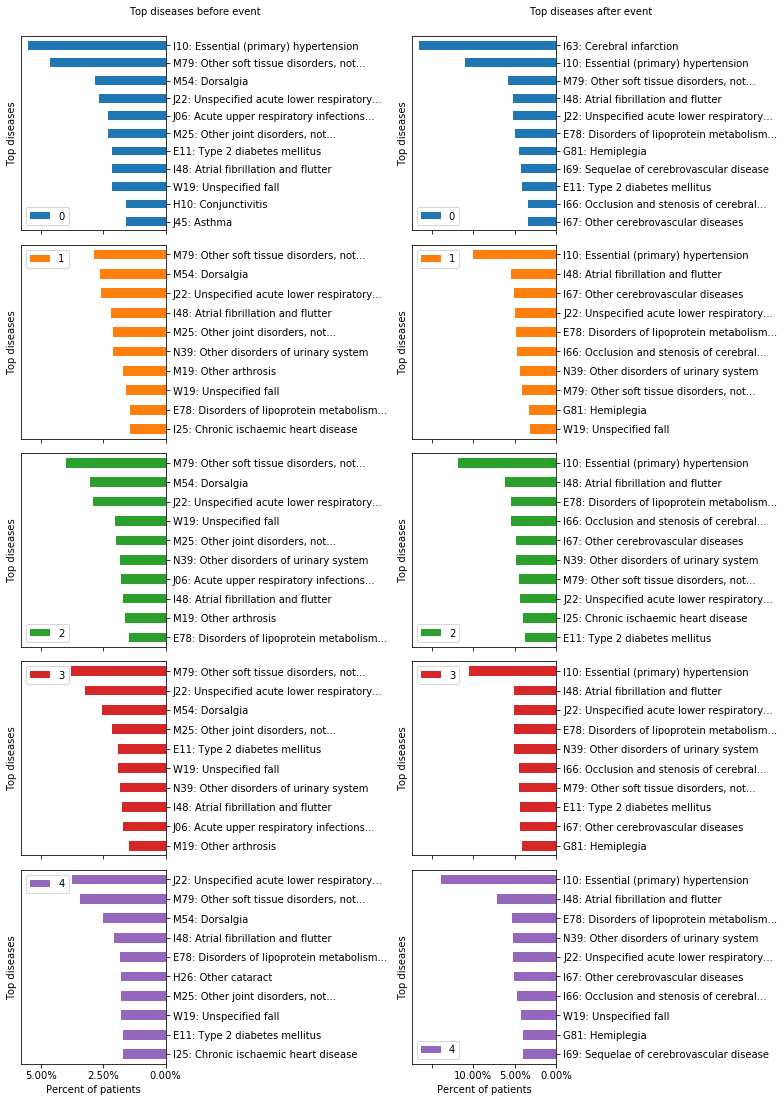 Top diseases before event
Top diseases after event
Top diseases
I10: Essential (primary) hypertension
M79: Other soft tissue disorders, not...
M54: Dorsalgia
J22: Unspecified acute lower respiratory...
J06: Acute upper respiratory infections...
M25: Other joint disorders, not...
E11: Type 2 diabetes mellitus
I48: Atrial fibrillation and flutter
W19: Unspecified fall
H10: Conjunctivitis
J45: Asthma
0
Top diseases
I63: Cerebral infarction
I10: Essential (primary) hypertension
M79: Other soft tissue disorders, not...
I48: Atrial fibrillation and flutter
J22: Unspecified acute lower respiratory...
E78: Disorders of lipoprotein metabolism...
G81: Hemiplegia
I69: Sequelae of cerebrovascular disease
E11: Type 2 diabetes mellitus
I66: Occlusion and stenosis of cerebral...
I67: Other cerebrovascular diseases
0
Top diseases
1
M79: Other soft tissue disorders, not...
M54: Dorsalgia
J22: Unspecified acute lower respiratory...
I48: Atrial fibrillation and flutter
M25: Other joint disorders, not...
N39: Other disorders of urinary system
M19: Other arthrosis
W19: Unspecified fall
E78: Disorders of lipoprotein metabolism...
I25: Chronic ischaemic heart disease
Top diseases
1
I10: Essential (primary) hypertension
I48: Atrial fibrillation and flutter
I67: Other cerebrovascular diseases
J22: Unspecified acute lower respiratory...
E78: Disorders of lipoprotein metabolism...
I66: Occlusion and stenosis of cerebral...
N39: Other disorders of urinary system
M79: Other soft tissue disorders, not...
G81: Hemiplegia
W19: Unspecified fall
Top diseases
M79: Other soft tissue disorders, not...
M54: Dorsalgia
J22: Unspecified acute lower respiratory...
W19: Unspecified fall
M25: Other joint disorders, not...
N39: Other disorders of urinary system
J06: Acute upper respiratory infections...
I48: Atrial fibrillation and flutter
M19: Other arthrosis
E78: Disorders of lipoprotein metabolism...
2
Top diseases
I10: Essential (primary) hypertension
I48: Atrial fibrillation and flutter
E78: Disorders of lipoprotein metabolism...
I66: Occlusion and stenosis of cerebral...
I67: Other cerebrovascular diseases
N39: Other disorders of urinary system
M79: Other soft tissue disorders, not...
J22: Unspecified acute lower respiratory...
I25: Chronic ischaemic heart disease
E11: Type 2 diabetes mellitus
2
Top diseases
3
M79: Other soft tissue disorders, not...
J22: Unspecified acute lower respiratory...
M54: Dorsalgia
M25: Other joint disorders, not...
E11: Type 2 diabetes mellitus
W19: Unspecified fall
N39: Other disorders of urinary system
I48: Atrial fibrillation and flutter
J06: Acute upper respiratory infections...
M19: Other arthrosis
Top diseases
3
I10: Essential (primary) hypertension
I48: Atrial fibrillation and flutter
J22: Unspecified acute lower respiratory...
E78: Disorders of lipoprotein metabolism...
N39: Other disorders of urinary system
I66: Occlusion and stenosis of cerebral...
M79: Other soft tissue disorders, not...
E11: Type 2 diabetes mellitus
I67: Other cerebrovascular diseases
G81: Hemiplegia
Top diseases
4
J22: Unspecified acute lower respiratory...
M79: Other soft tissue disorders, not...
M54: Dorsalgia
I48: Atrial fibrillation and flutter
E78: Disorders of lipoprotein metabolism...
H26: Other cataract
M25: Other joint disorders, not...
W19: Unspecified fall
E11: Type 2 diabetes mellitus
I25: Chronic ischaemic heart disease
5.00% 2.50% 0.00%
Percent of patients
Top diseases
I10: Essential (primary) hypertension
I48: Atrial fibrillation and flutter
E78: Disorders of lipoprotein metabolism...
N39: Other disorders of urinary system
J22: Unspecified acute lower respiratory...
I67: Other cerebrovascular diseases
I66: Occlusion and stenosis of cerebral...
W19: Unspecified fall
G81: Hemiplegia
I69: Sequelae of cerebrovascular disease
4
10.00% 5.00% 0.00%
Percent of patients